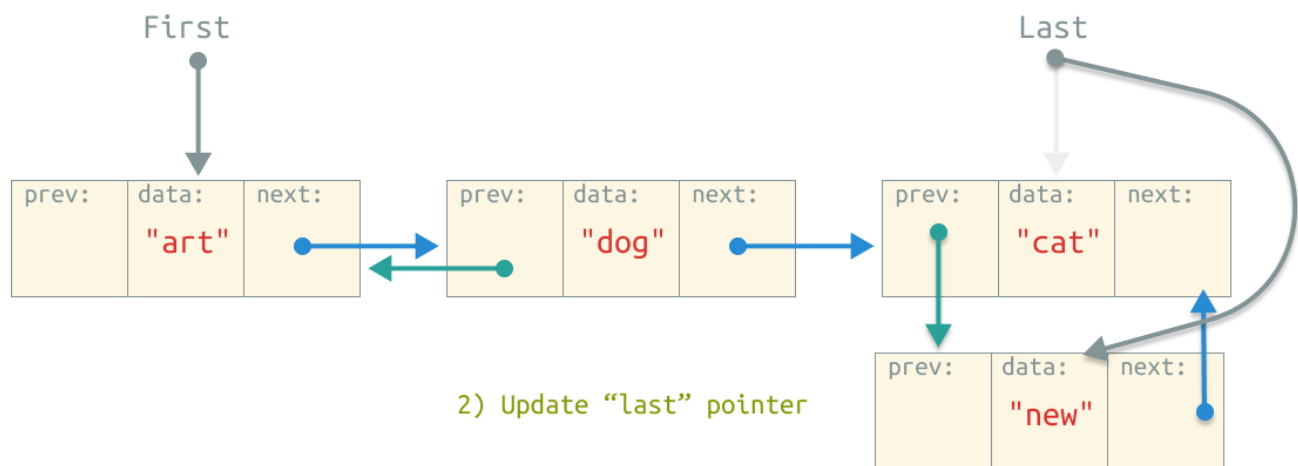 First
Last
prev: data: next:
"art"
prev: data: next:
"dog"
prev: data: next:
"cat"
prev: data: next:
"new"
2) Update “last” pointer